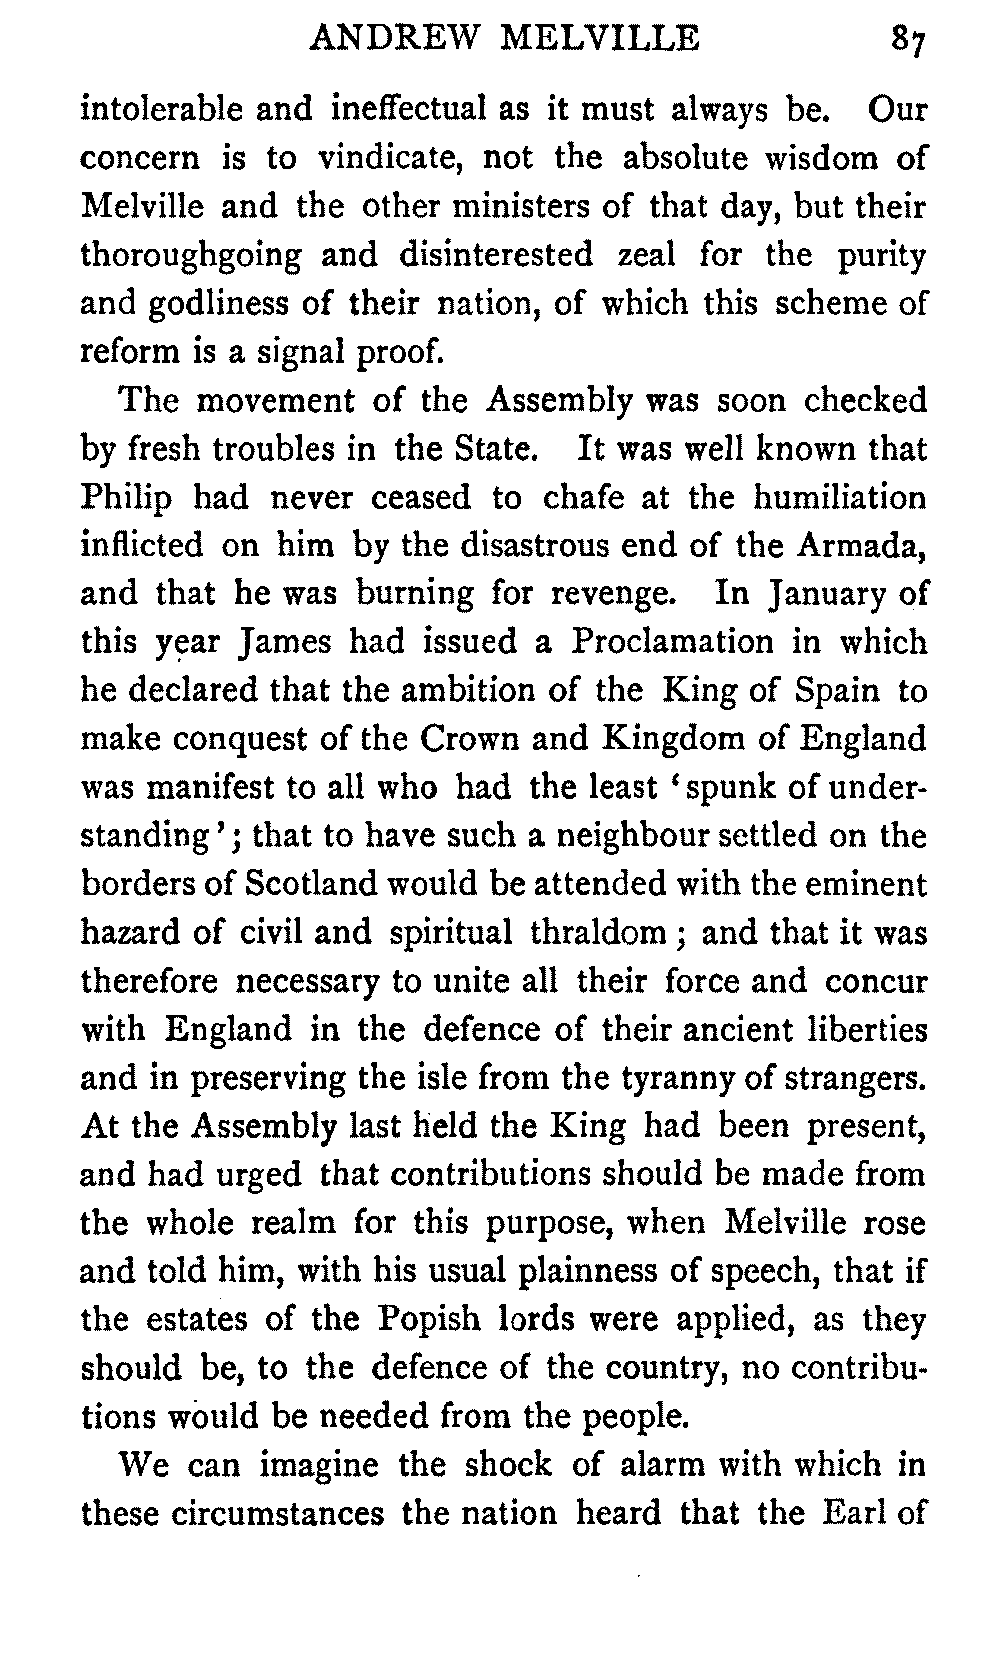 ANDREW MELVILLE 87
intolerable and ineffectual as it must always be. Our
concern is to vindicate, not the absolute wisdom of
Melville and the other ministers of that day, but their
thoroughgoing and disinterested zeal for the purity
and godliness of their nation, of which this scheme of
reform is a signal proof.
The movement of the Assembly was soon checked
by fresh troubles in the State. It was well known that
Philip had never ceased to chafe at the humiliation
inflicted on him by the disastrous end of the Armada,
and that he was burning for revenge. In January of
this year James had issued a Proclamation in which
he declared that the ambition of the King of Spain to
make conquest of the Crown and Kingdom of England
was manifest to all who had the least ‘spunk of under-
standing’; that to have such a neighbour settled on the
borders of Scotland would be attended with the eminent
hazard of civil and spiritual thraldom; and that it was
therefore necessary to unite all their force and concur
with England in the defence of their ancient liberties
and in preserving the isle from the tyranny of strangers.
At the Assembly last held the King had been present,
and had urged that contributions should be made from
the whole realm for this purpose, when Melville rose
and told him, with his usual plainness of speech, that if
the estates of the Popish lords were applied, as they
should be, to the defence of the country, no contribu-
tions would be needed from the people.
We can imagine the shock of alarm with which in
these circumstances the nation heard that the Earl of